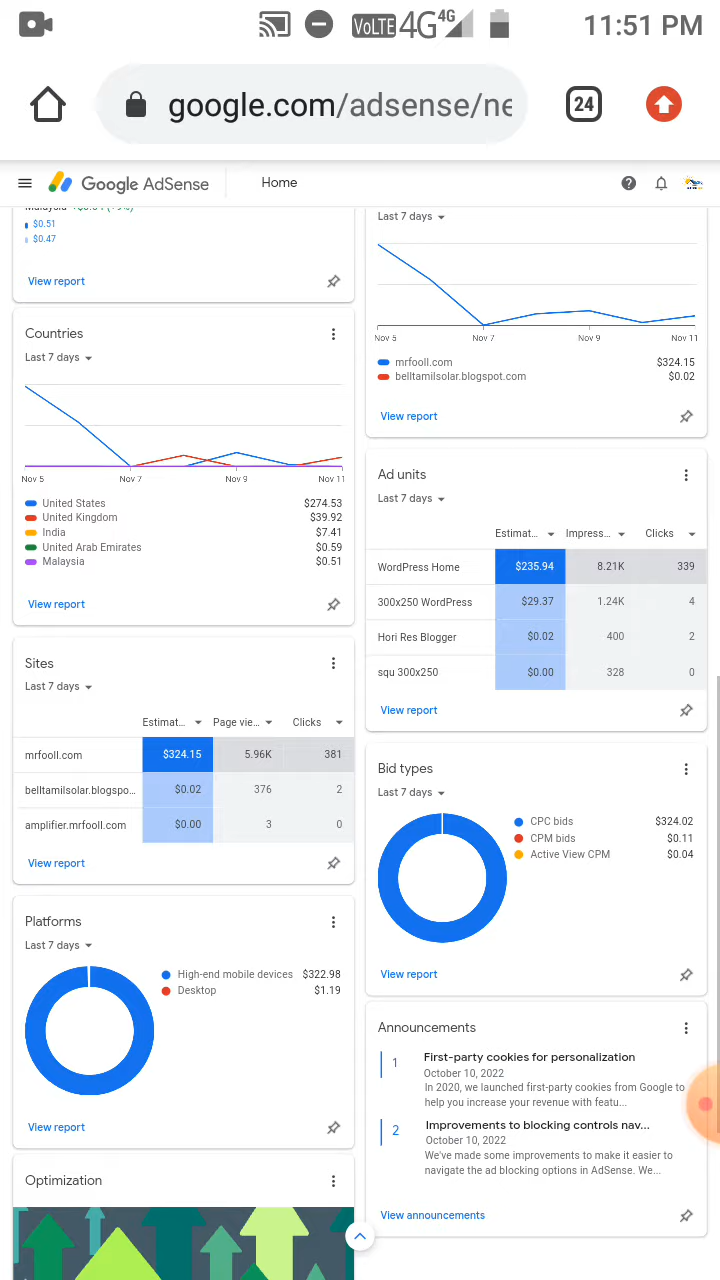 VoLTE 4G 4G 11:51 PM
google.com/adsense/ne
24
Google AdSense Home
$0.51
$0.47
View report
Countries
Last 7 days
Nov 5 Nov 7 Nov 9 Nov 11
United States $274.53
United Kingdom $39.92
India $7.41
United Arab Emirates $0.59
Malaysia $0.51
View report
Sites
Last 7 days
Estimat... Page vie... Clicks
mrfooll.com $324.15 5.96K 381
belltamilsolar.blogspo... $0.02 376 2
amplifier.mrfooll.com $0.00 3 0
View report
Platforms
Last 7 days
High-end mobile devices $322.98
Desktop $1.19
View report
Optimization
Last 7 days
Nov 5 Nov 7 Nov 9 Nov 11
mrfooll.com $324.15
belltamilsolar.blogspot.com $0.02
View report
Ad units
Last 7 days
Estimat... Impress... Clicks
WordPress Home $235.94 8.21K 339
300x250 WordPress $29.37 1.24K 4
Hori Res Blogger $0.02 400 2
squ 300x250 $0.00 328 0
View report
Bid types
Last 7 days
CPC bids $324.02
CPM bids $0.11
Active View CPM $0.04
View report
Announcements
1 First-party cookies for personalization
October 10, 2022
In 2020, we launched first-party cookies from Google to
help you increase your revenue with featu...
2 Improvements to blocking controls nav...
October 10, 2022
We've made some improvements to make it easier to
navigate the ad blocking options in AdSense. We...
View announcements